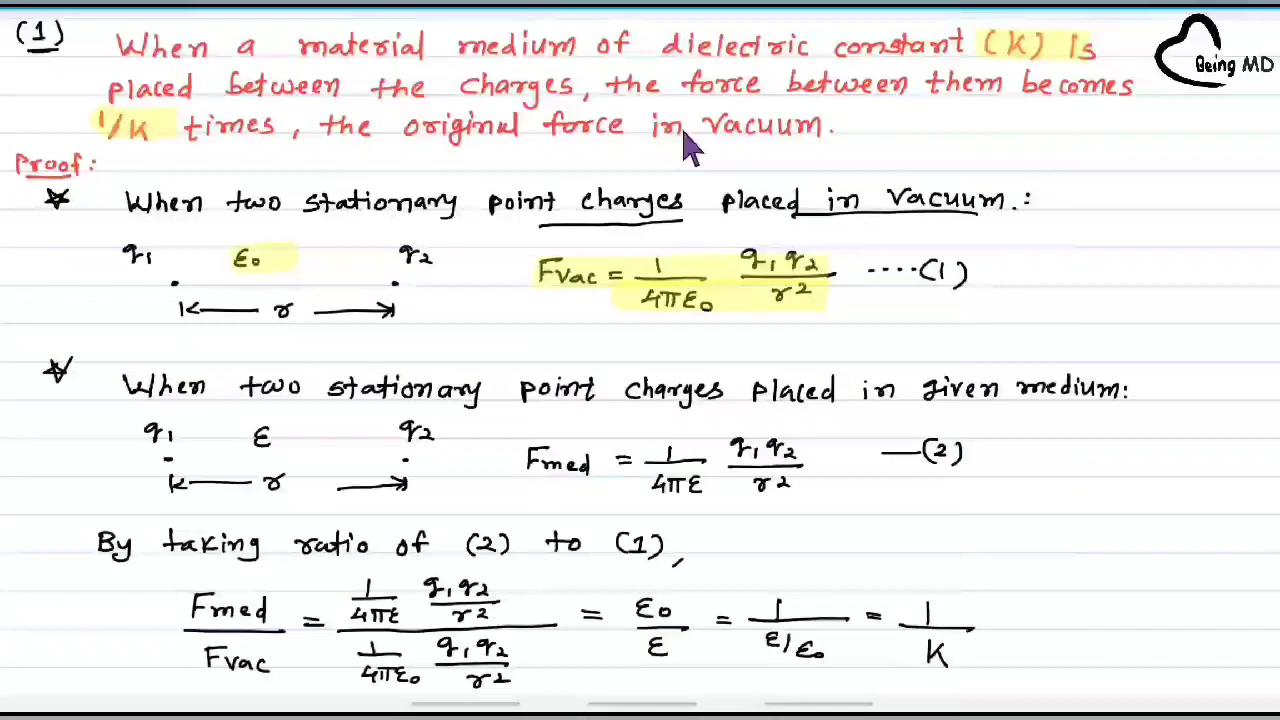 (1) When a material medium of dielectric constant (K) is
placed between the charges, the force between them becomes
1/K times, the original force in vacuum.
Being MD
Proof:
☆ When two stationary point charges placed in vacuum.:
q1 ε0 q2
r
Fvac = 1/4πε0 q1q2/r² ....(1)
☆ When two stationary point charges placed in given medium:
q1 ε q2
r
Fmed = 1/4πε q1q2/r² —(2)
By taking ratio of (2) to (1),
Fmed/Fvac = (1/4πε q1q2/r²)/(1/4πε0 q1q2/r²) = ε0/ε = 1/(ε/ε0) = 1/K